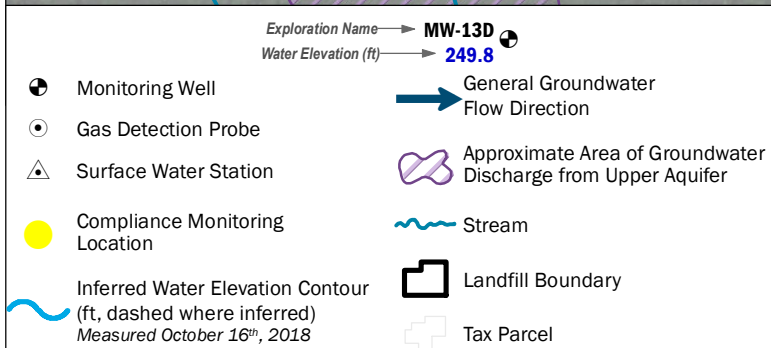 Exploration Name MW-13D
Water Elevation (ft) 249.8
Monitoring Well
Gas Detection Probe
Surface Water Station
Compliance Monitoring
Location
Inferred Water Elevation Contour
(ft, dashed where inferred)
Measured October 16th, 2018
General Groundwater
Flow Direction
Approximate Area of Groundwater
Discharge from Upper Aquifer
Stream
Landfill Boundary
Tax Parcel